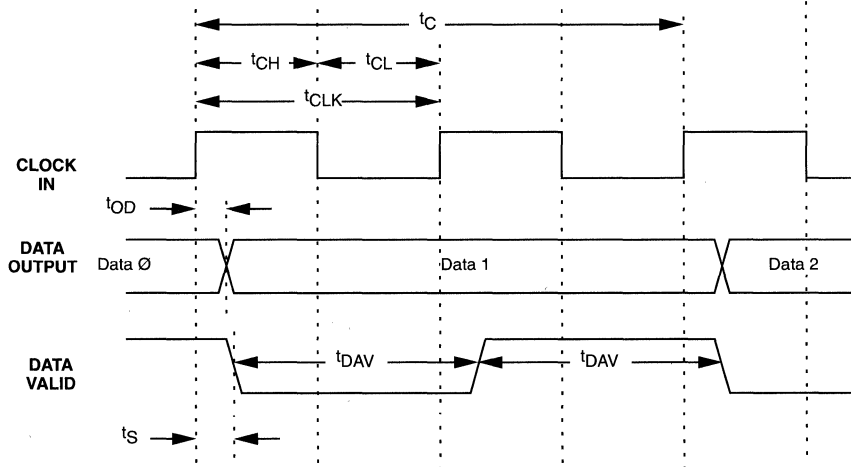 tC
tCH
tCL
tCLK
CLOCK
IN
tOD
DATA
OUTPUT
Data Ø
Data 1
Data 2
DATA
VALID
tDAV
tDAV
tS